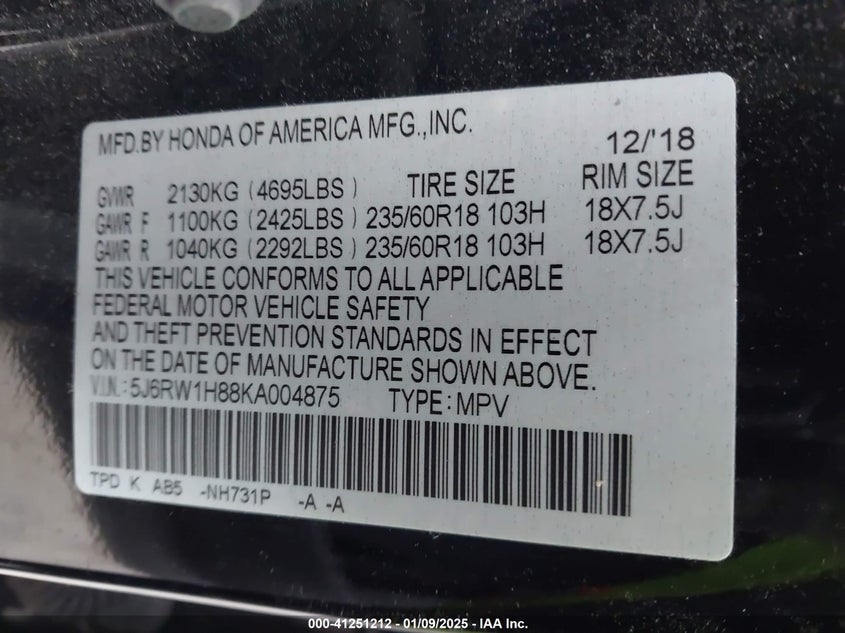 MFD.BY HONDA OF AMERICA MFG.,INC. 12/'18
GVWR 2130KG (4695LBS) TIRE SIZE RIM SIZE
GAWR F 1100KG (2425LBS) 235/60R18 103H 18X7.5J
GAWR R 1040KG (2292LBS) 235/60R18 103H 18X7.5J
THIS VEHICLE CONFORMS TO ALL APPLICABLE
FEDERAL MOTOR VEHICLE SAFETY
AND THEFT PREVENTION STANDARDS IN EFFECT
ON THE DATE OF MANUFACTURE SHOWN ABOVE.
V.I.N.: 5J6RW1H88KA004875 TYPE: MPV
TPD K AB5 -NH731P -A -A
000-41251212 - 01/09/2025 - IAA Inc.